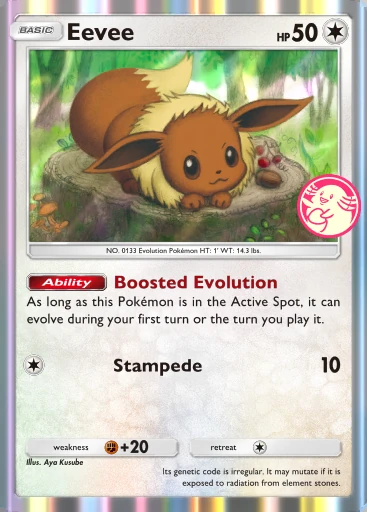 BASIC Eevee HP 50
NO. 0133 Evolution Pokémon HT: 1' WT: 14.3 lbs.
Ability Boosted Evolution
As long as this Pokémon is in the Active Spot, it can
evolve during your first turn or the turn you play it.
Stampede 10
weakness +20 retreat
Illus. Aya Kusube
Its genetic code is irregular. It may mutate if it is
exposed to radiation from element stones.